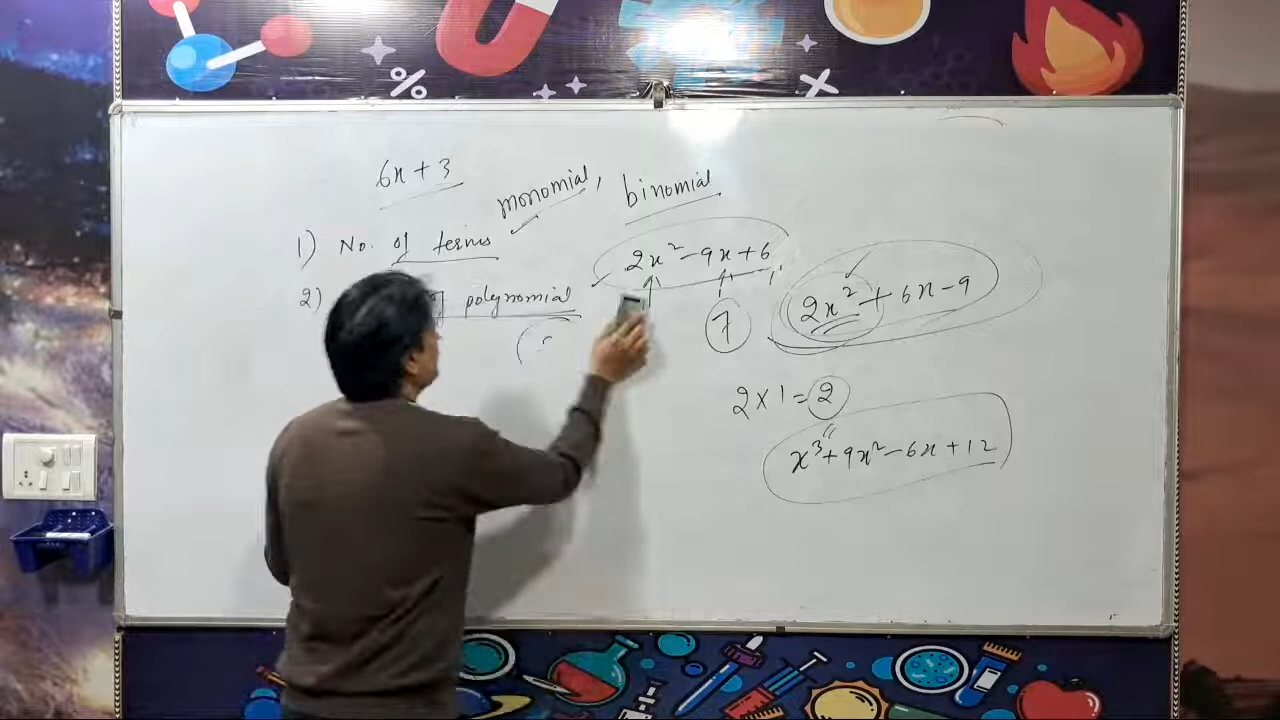 6x + 3
monomial, binomial
1) No. of terms
2x² - 9x + 6
2) of polynomial
7
2x² + 6x - 9
2 x 1 = 2
x³ + 9x² - 6x + 12
%